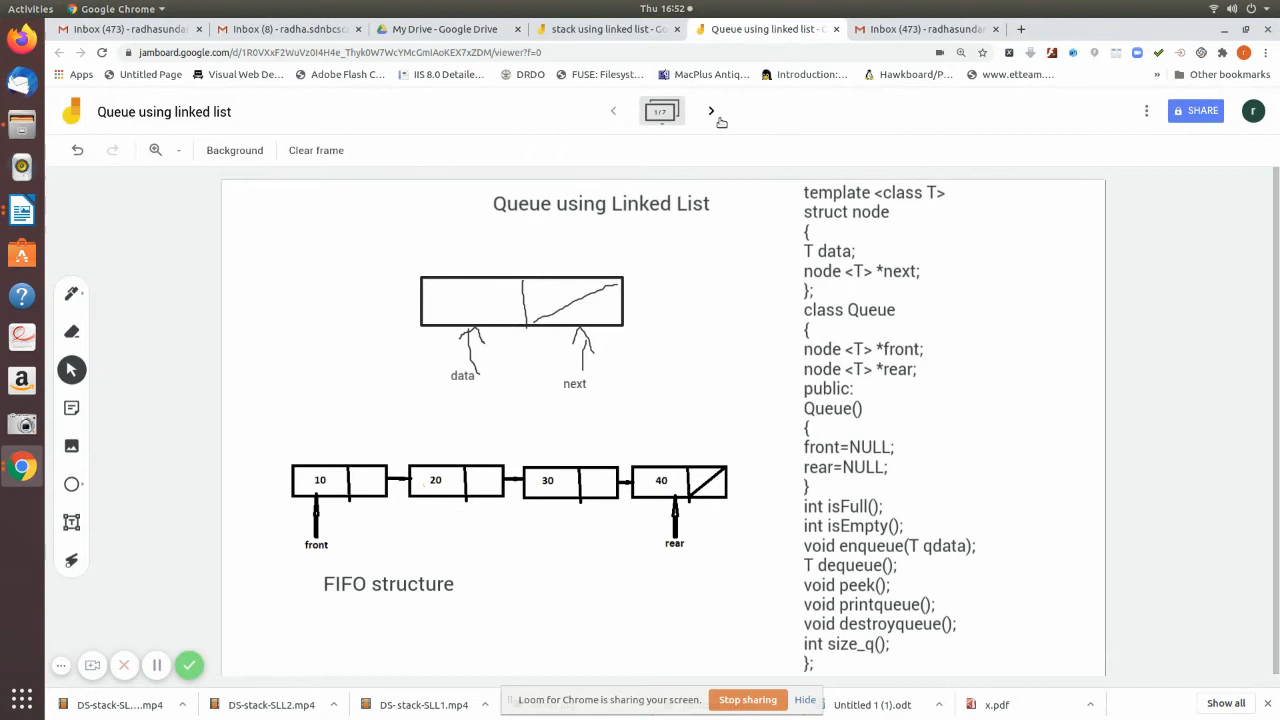 Activities
Google Chrome
Thu 16:52
Inbox (473) - radhasundar
Inbox (8) - radha.sdnbcsc
My Drive - Google Drive
stack using linked list - Go
Queue using linked list - G
Inbox (473) - radhasundar
jamboard.google.com/d/1R0VXxF2WuVz0I4H4e_Thyk0W7WcYMcGmIAoKEX7xZDM/viewer?f=0
Apps
Untitled Page
Visual Web De...
Adobe Flash C...
IIS 8.0 Detaile...
DRDO
FUSE: Filesyst...
MacPlus Antiq...
Introduction:...
Hawkboard/P...
www.etteam....
»
Other bookmarks
Queue using linked list
1/7
SHARE
r
Background
Clear frame
Queue using Linked List
data
next
10
20
30
40
front
rear
FIFO structure
template <class T>
struct node
{
T data;
node <T> *next;
};
class Queue
{
node <T> *front;
node <T> *rear;
public:
Queue()
{
front=NULL;
rear=NULL;
}
int isFull();
int isEmpty();
void enqueue(T qdata);
T dequeue();
void peek();
void printqueue();
void destroyqueue();
int size_q();
};
Loom for Chrome is sharing your screen.
Stop sharing
Hide
DS-stack-SL....mp4
DS-stack-SLL2.mp4
DS- stack-SLL1.mp4
Untitled 1 (1).odt
x.pdf
Show all